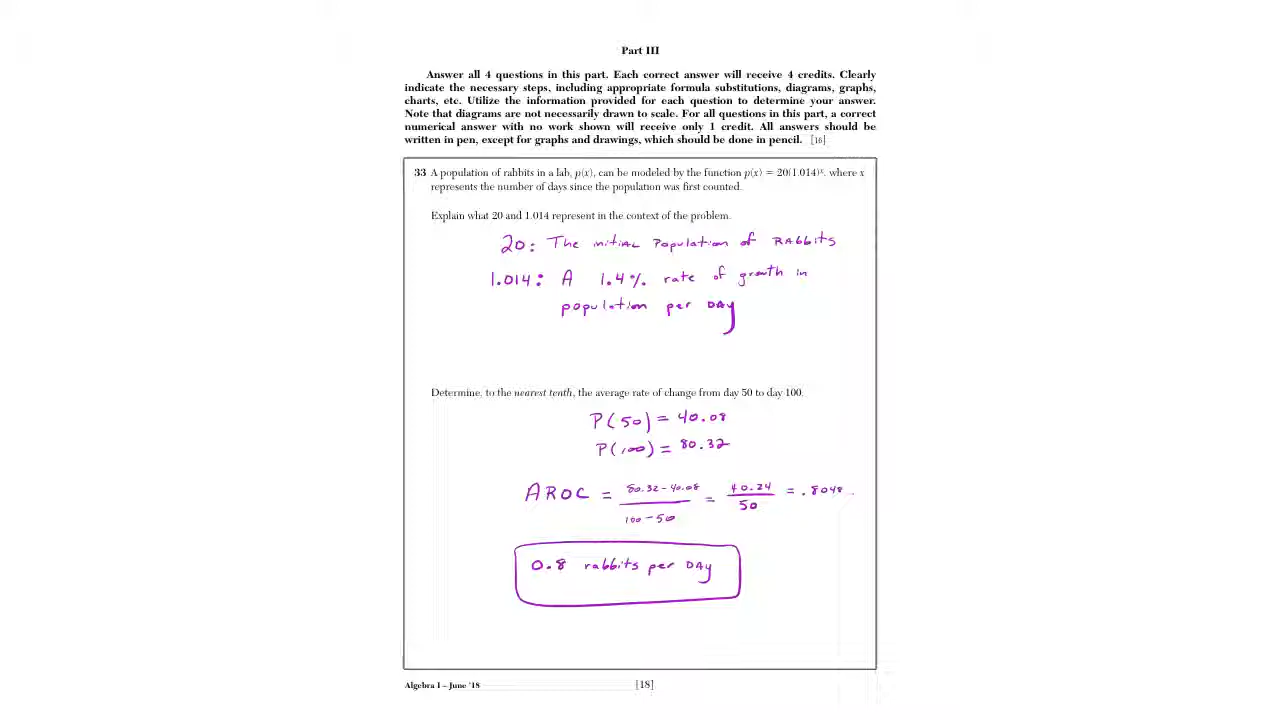 Part III
Answer all 4 questions in this part. Each correct answer will receive 4 credits. Clearly
indicate the necessary steps, including appropriate formula substitutions, diagrams, graphs,
charts, etc. Utilize the information provided for each question to determine your answer.
Note that diagrams are not necessarily drawn to scale. For all questions in this part, a correct
numerical answer with no work shown will receive only 1 credit. All answers should be
written in pen, except for graphs and drawings, which should be done in pencil. [16]
33 A population of rabbits in a lab, p(x), can be modeled by the function p(x) = 20(1.014)ˣ, where x
represents the number of days since the population was first counted.
Explain what 20 and 1.014 represent in the context of the problem.
20: The initial population of rabbits
1.014: A 1.4% rate of growth in
population per DAy
Determine, to the nearest tenth, the average rate of change from day 50 to day 100.
P(50) = 40.08
P(100) = 80.32
AROC = 80.32-40.08 / 100-50 = 40.24 / 50 = .8048...
0.8 rabbits per DAy
Algebra I – June '18 [18]